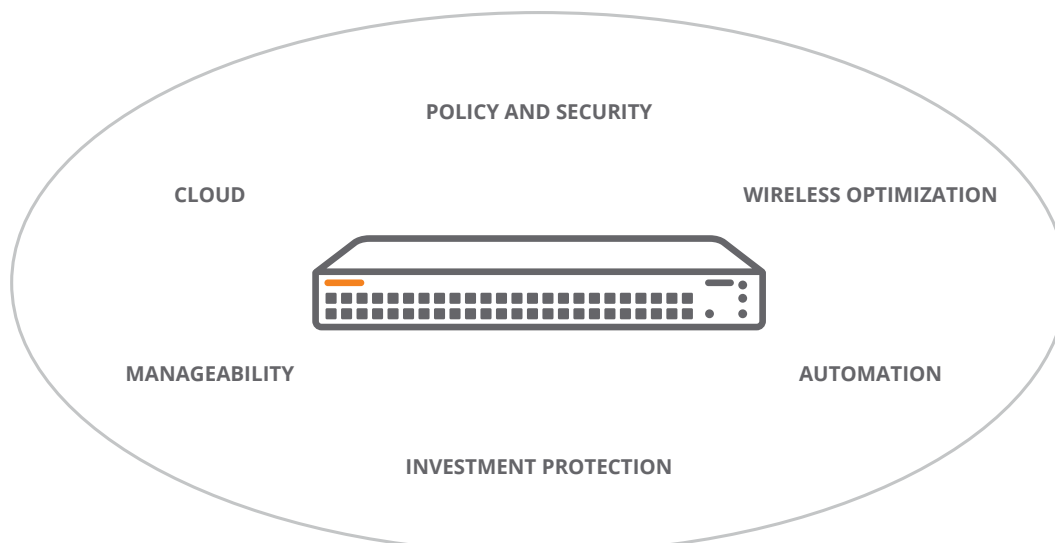 POLICY AND SECURITY
CLOUD
WIRELESS OPTIMIZATION
MANAGEABILITY
AUTOMATION
INVESTMENT PROTECTION